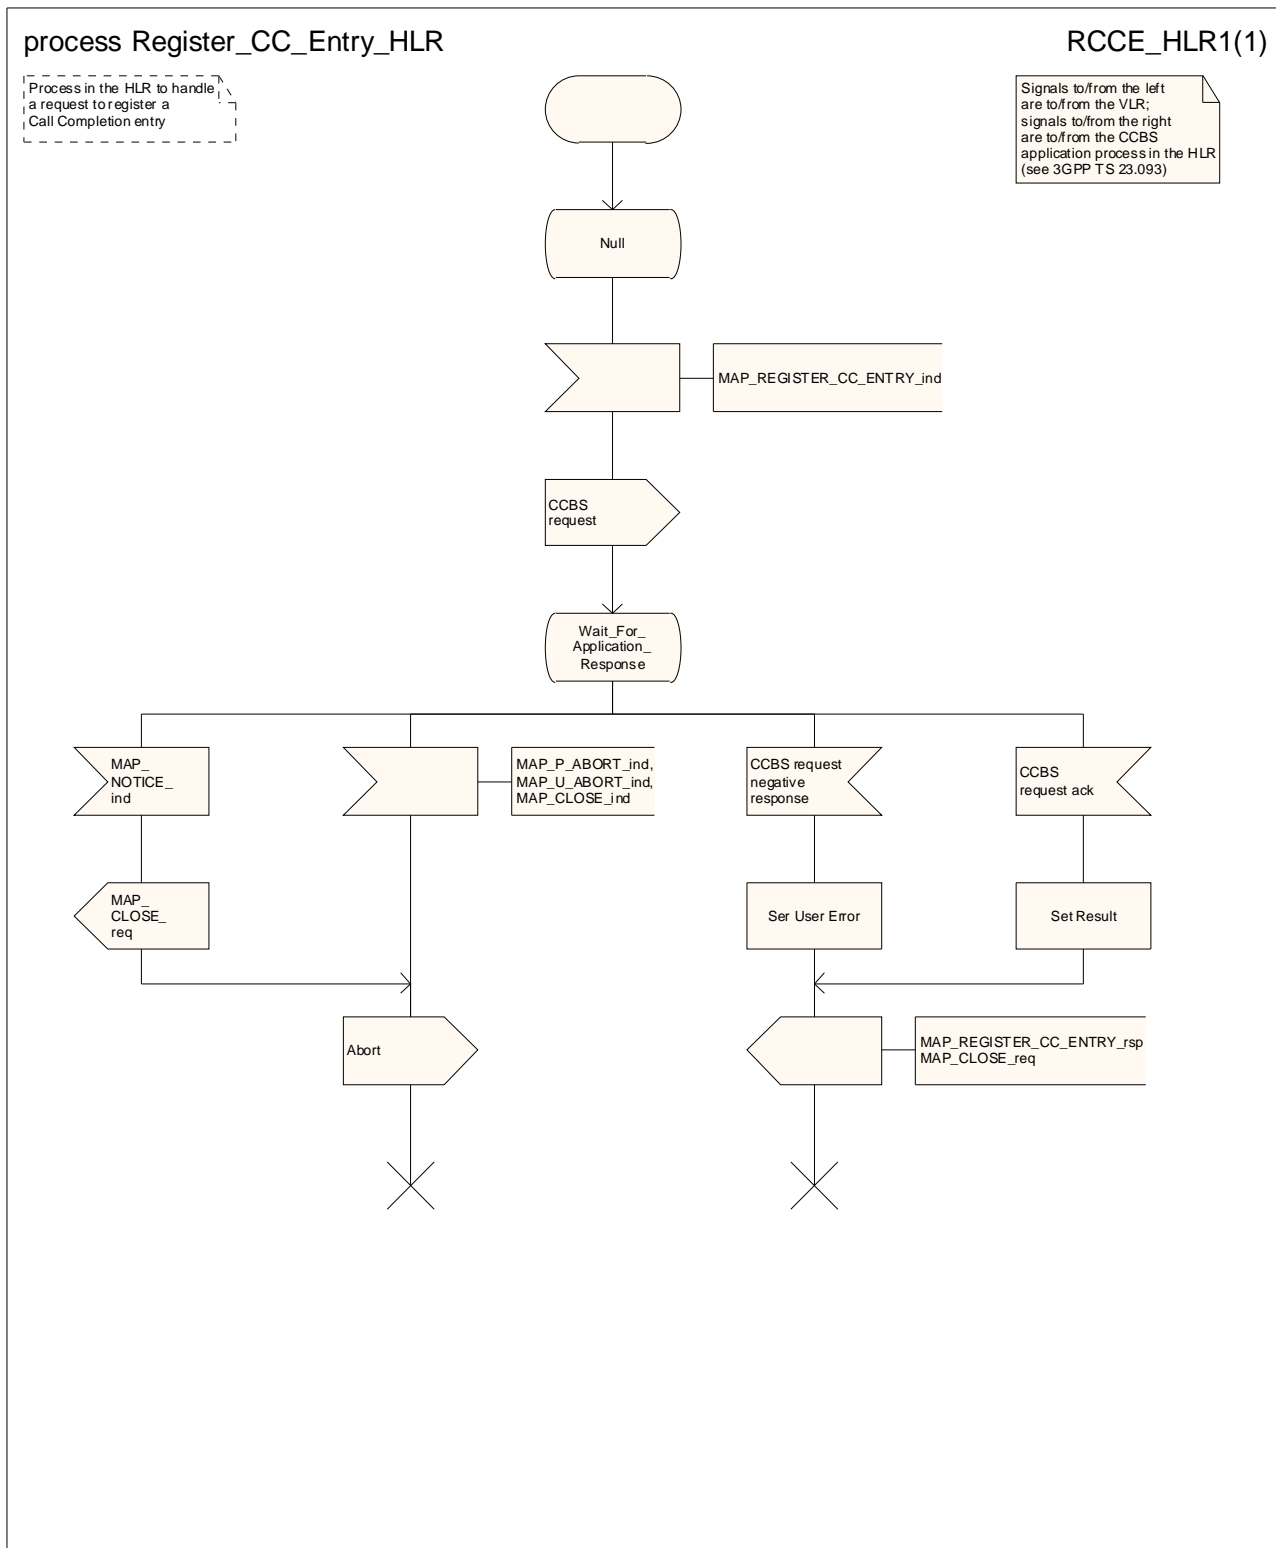 process Register_CC_Entry_HLR
RCCE_HLR1(1)
Process in the HLR to handle
a request to register a
Call Completion entry
Signals to/from the left
are to/from the VLR;
signals to/from the right
are to/from the CCBS
application process in the HLR
(see 3GPP TS 23.093)
Null
MAP_REGISTER_CC_ENTRY_ind
CCBS
request
Wait_For_
Application_
Response
MAP_
NOTICE_
ind
MAP_P_ABORT_ind,
MAP_U_ABORT_ind,
MAP_CLOSE_ind
CCBS request
negative
response
CCBS
request ack
MAP_
CLOSE_
req
Ser User Error
Set Result
Abort
MAP_REGISTER_CC_ENTRY_rsp
MAP_CLOSE_req